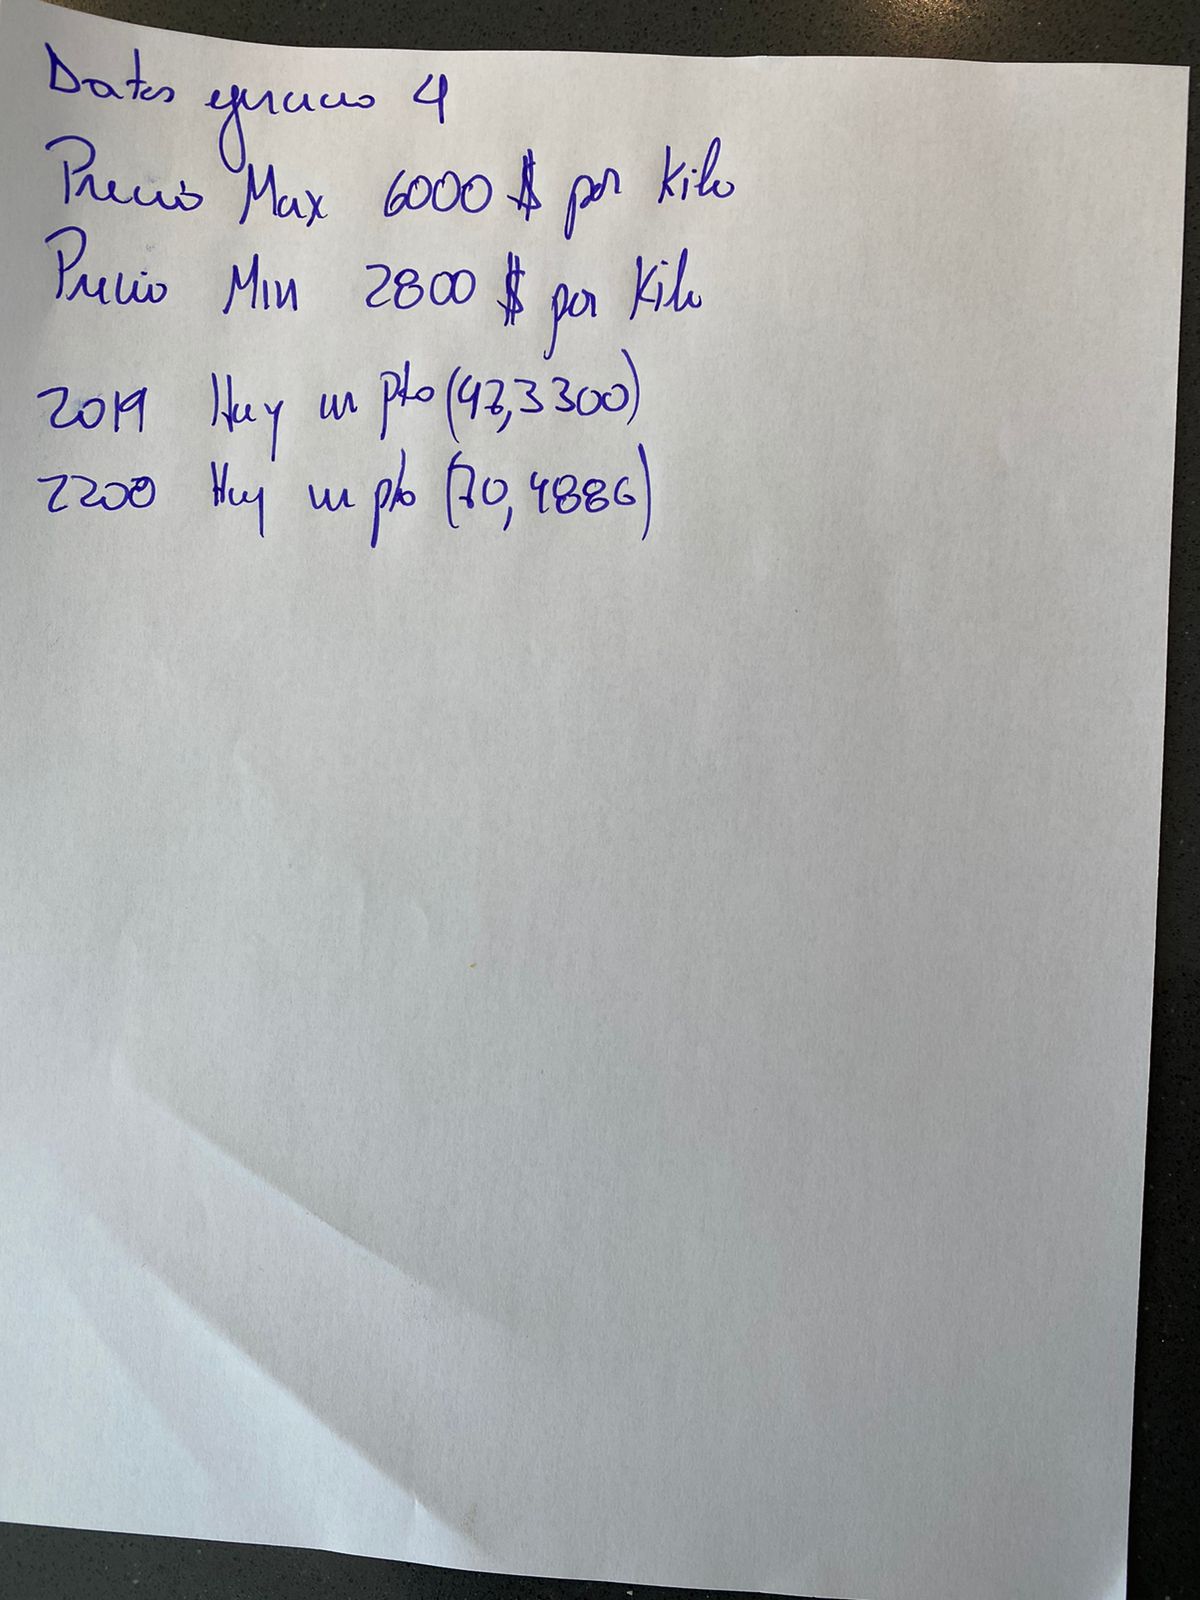 Datos ejercicio 4
Precio Max 6000 $ por Kilo
Precio Min 2800 $ por Kilo
2019 Hay un pto (47,3300)
2200 Hay un pto (70,4886)